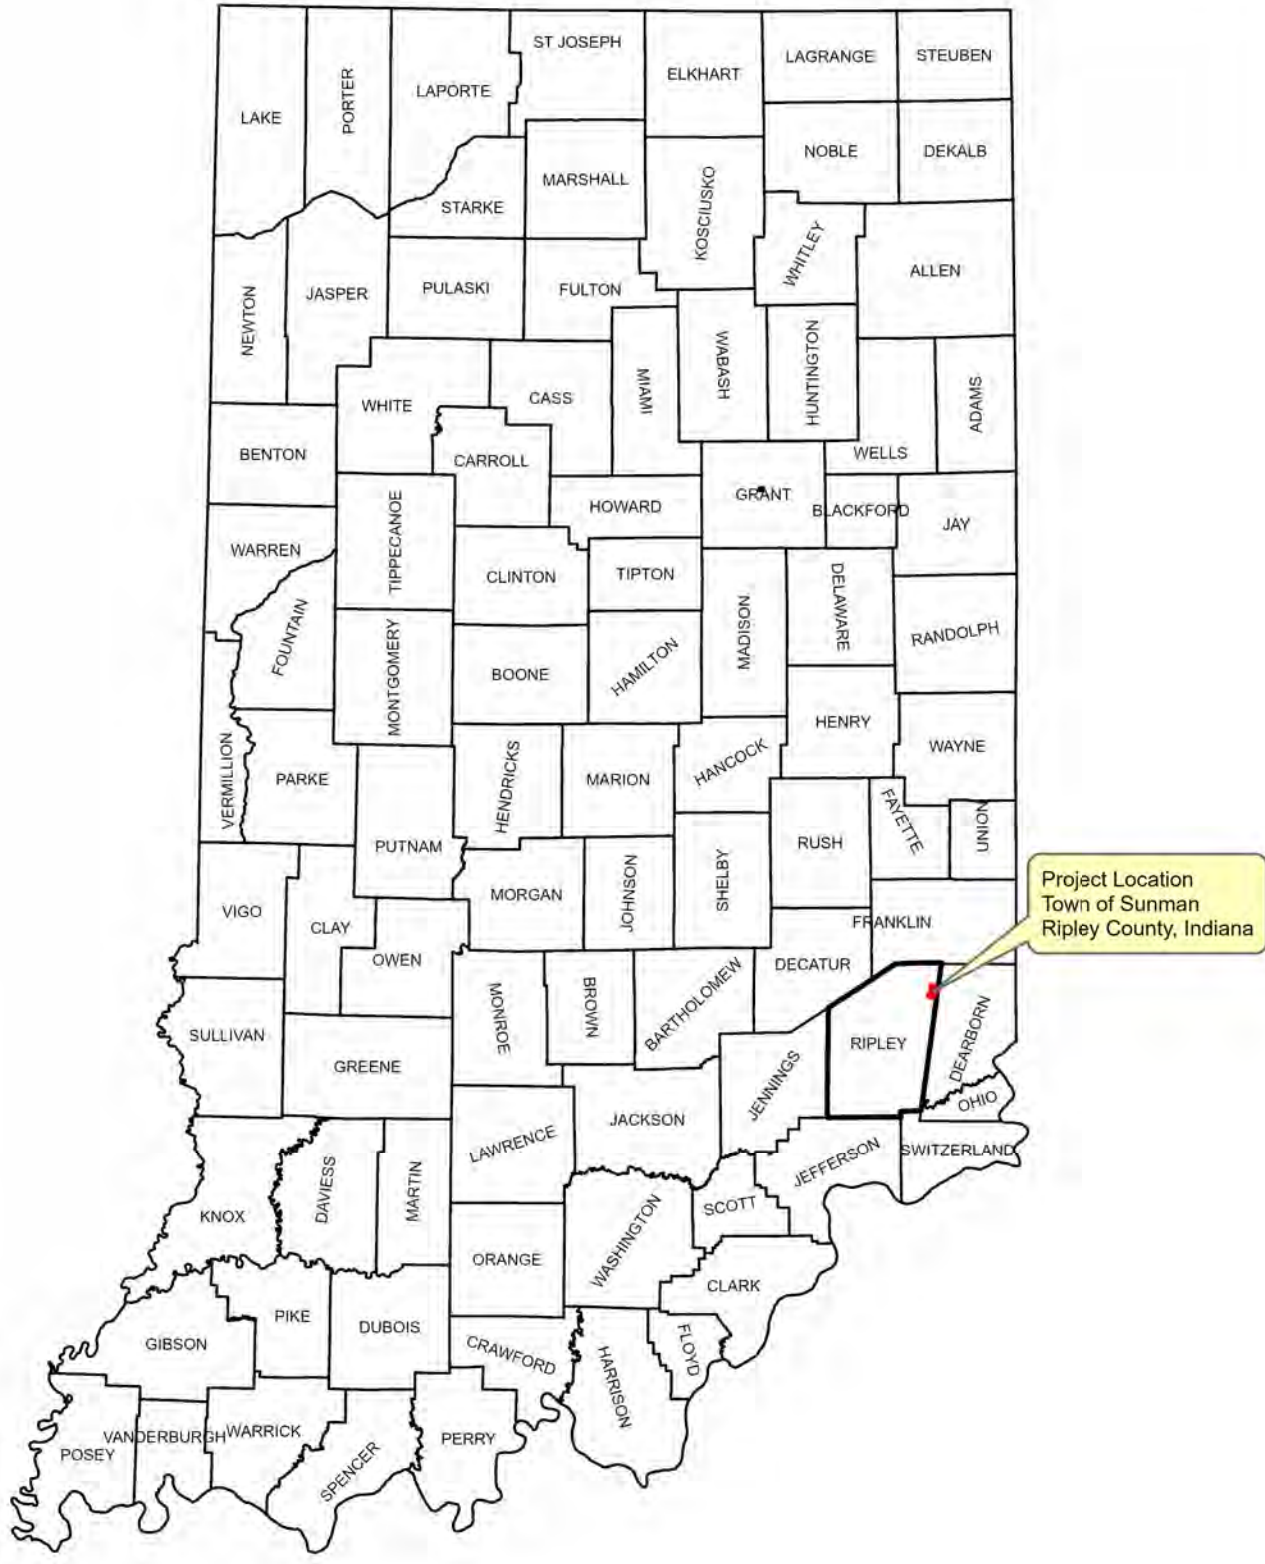 ST JOSEPH
LAGRANGE
STEUBEN
ELKHART
LAPORTE
PORTER
LAKE
NOBLE
DEKALB
MARSHALL
STARKE
KOSCIUSKO
WHITLEY
ALLEN
PULASKI
FULTON
JASPER
NEWTON
WABASH
HUNTINGTON
MIAMI
ADAMS
CASS
WHITE
BENTON
CARROLL
WELLS
GRANT
HOWARD
BLACKFORD
JAY
TIPPECANOE
WARREN
CLINTON
TIPTON
DELAWARE
MADISON
RANDOLPH
FOUNTAIN
MONTGOMERY
BOONE
HAMILTON
HENRY
WAYNE
HANCOCK
VERMILLION
PARKE
HENDRICKS
MARION
FAYETTE
UNION
RUSH
PUTNAM
SHELBY
MORGAN
JOHNSON
Project Location
Town of Sunman
Ripley County, Indiana
VIGO
CLAY
FRANKLIN
OWEN
DECATUR
BARTHOLOMEW
BROWN
MONROE
SULLIVAN
RIPLEY
DEARBORN
GREENE
JENNINGS
OHIO
JACKSON
LAWRENCE
SWITZERLAND
JEFFERSON
DAVIESS
MARTIN
SCOTT
KNOX
WASHINGTON
ORANGE
CLARK
PIKE
DUBOIS
GIBSON
CRAWFORD
FLOYD
HARRISON
VANDERBURGH
WARRICK
PERRY
POSEY
SPENCER